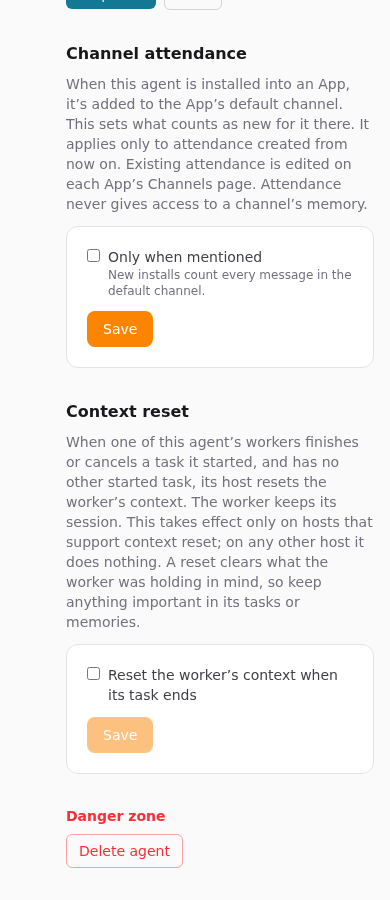 Channel attendance
When this agent is installed into an App,
it’s added to the App’s default channel.
This sets what counts as new for it there. It
applies only to attendance created from
now on. Existing attendance is edited on
each App’s Channels page. Attendance
never gives access to a channel’s memory.
Only when mentioned
New installs count every message in the
default channel.
Save
Context reset
When one of this agent’s workers finishes
or cancels a task it started, and has no
other started task, its host resets the
worker’s context. The worker keeps its
session. This takes effect only on hosts that
support context reset; on any other host it
does nothing. A reset clears what the
worker was holding in mind, so keep
anything important in its tasks or
memories.
Reset the worker’s context when
its task ends
Save
Danger zone
Delete agent